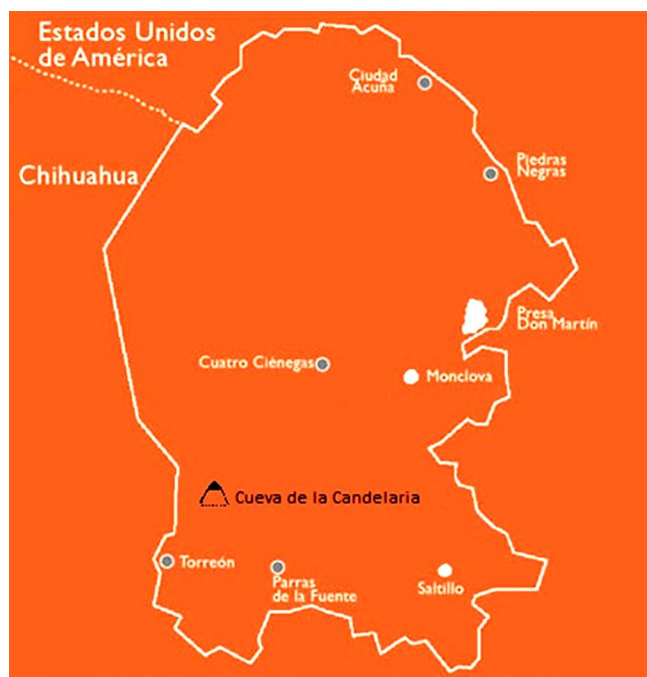 Estados Unidos
de América
Ciudad
Acuña
Chihuahua
Piedras
Negras
Presa
Don Martín
Cuatro Ciénegas
Monclova
Cueva de la Candelaria
Torreón
Parras
de la Fuente
Saltillo